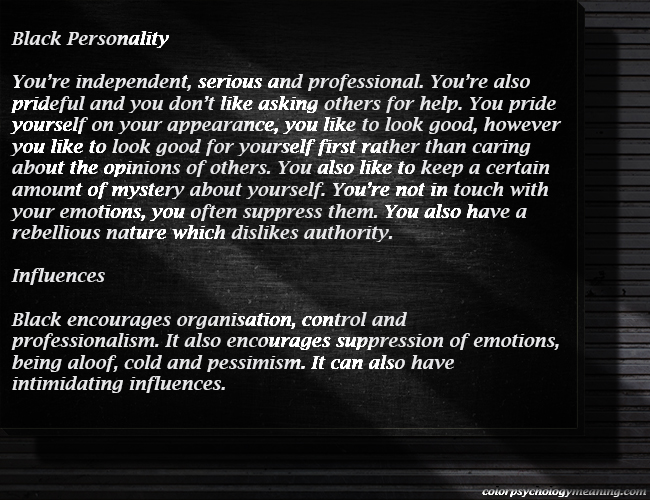 Black Personality
You're independent, serious and professional. You're also
prideful and you don't like asking others for help. You pride
yourself on your appearance, you like to look good, however
you like to look good for yourself first rather than caring
about the opinions of others. You also like to keep a certain
amount of mystery about yourself. You're not in touch with
your emotions, you often suppress them. You also have a
rebellious nature which dislikes authority.
Influences
Black encourages organisation, control and
professionalism. It also encourages suppression of emotions,
being aloof, cold and pessimism. It can also have
intimidating influences.
colorpsychologymeaning.com